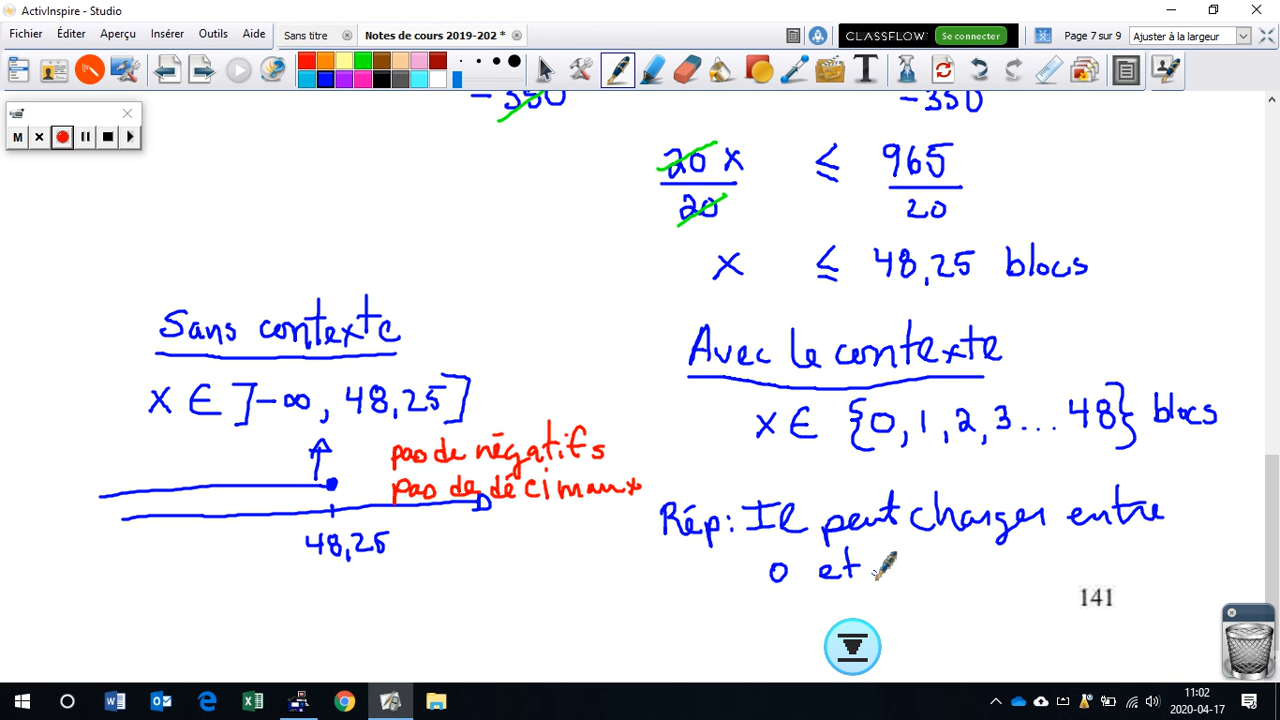 ActivInspire - Studio
Fichier Éditer Aperçu Insérer Outils Aide
Sans titre
Notes de cours 2019-202 *
CLASSFLOW
Se connecter
Page 7 sur 9
Ajuster à la largeur
M
-350 -350
20 x ≤ 965
20 20
x ≤ 48,25 blocs
Sans contexte
x ∈ ]-∞, 48,25]
pas de négatifs
pas de décimaux
48,25
Avec le contexte
x ∈ {0, 1, 2, 3 ... 48} blocs
Rép: Il peut charger entre
0 et
141
11:02
2020-04-17